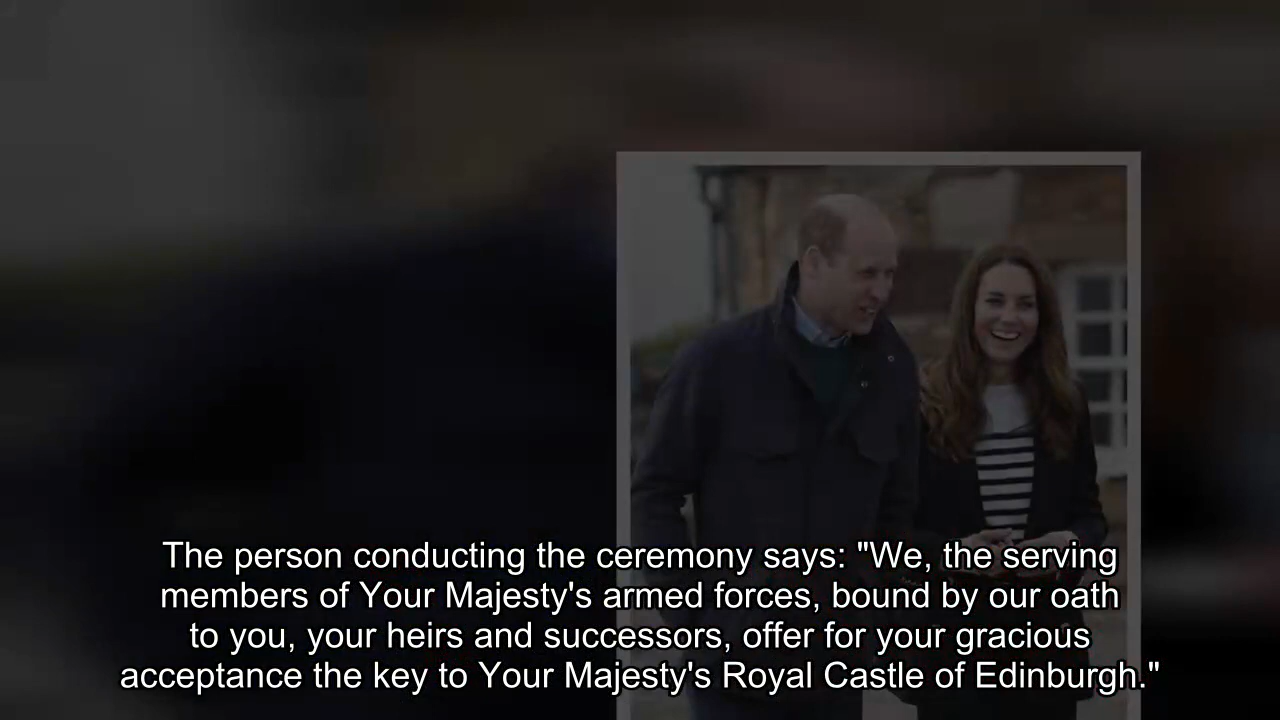 The person conducting the ceremony says: "We, the serving
members of Your Majesty's armed forces, bound by our oath
to you, your heirs and successors, offer for your gracious
acceptance the key to Your Majesty's Royal Castle of Edinburgh."